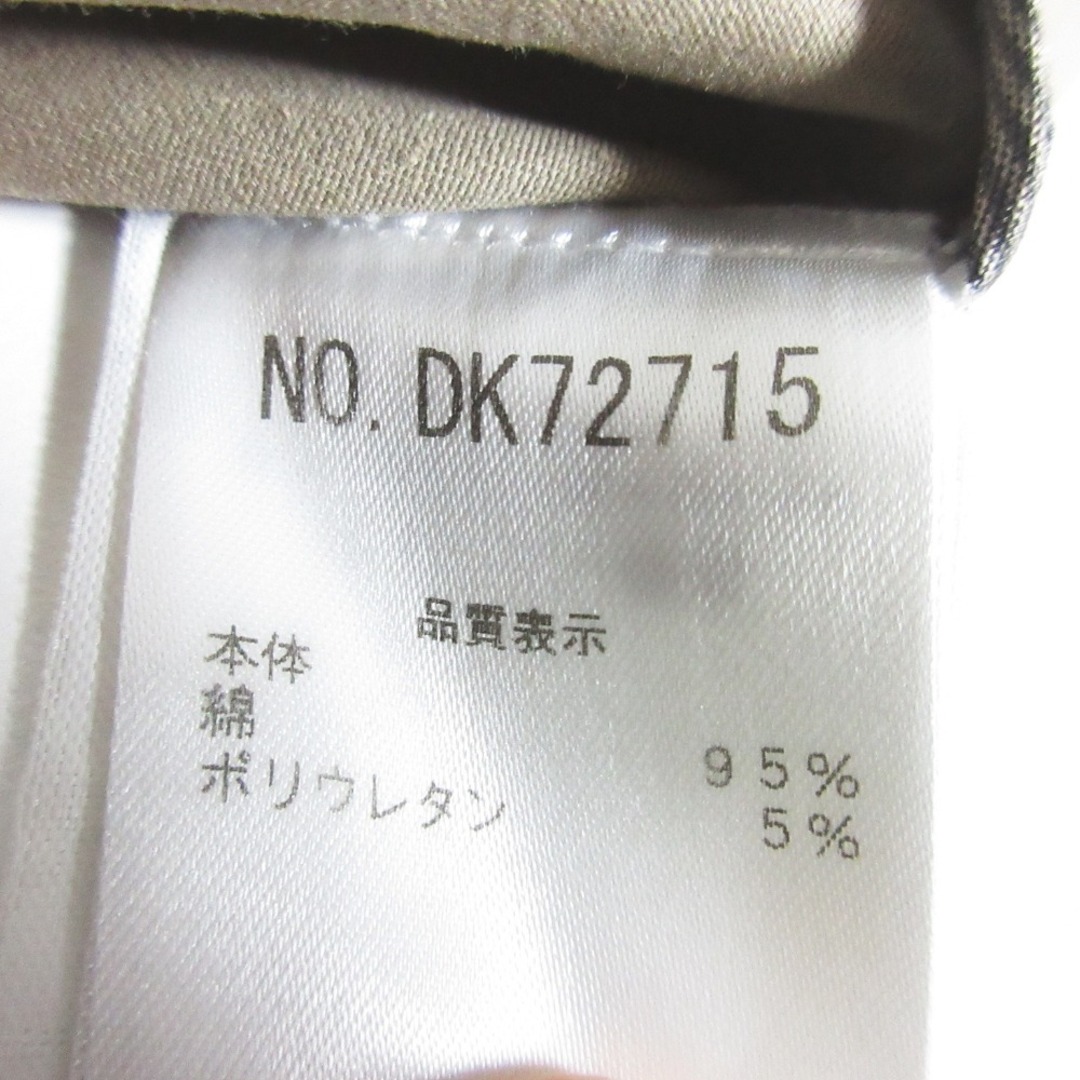 NO.DK72715
品質表示
本体
綿 95%
ポリウレタン 5%